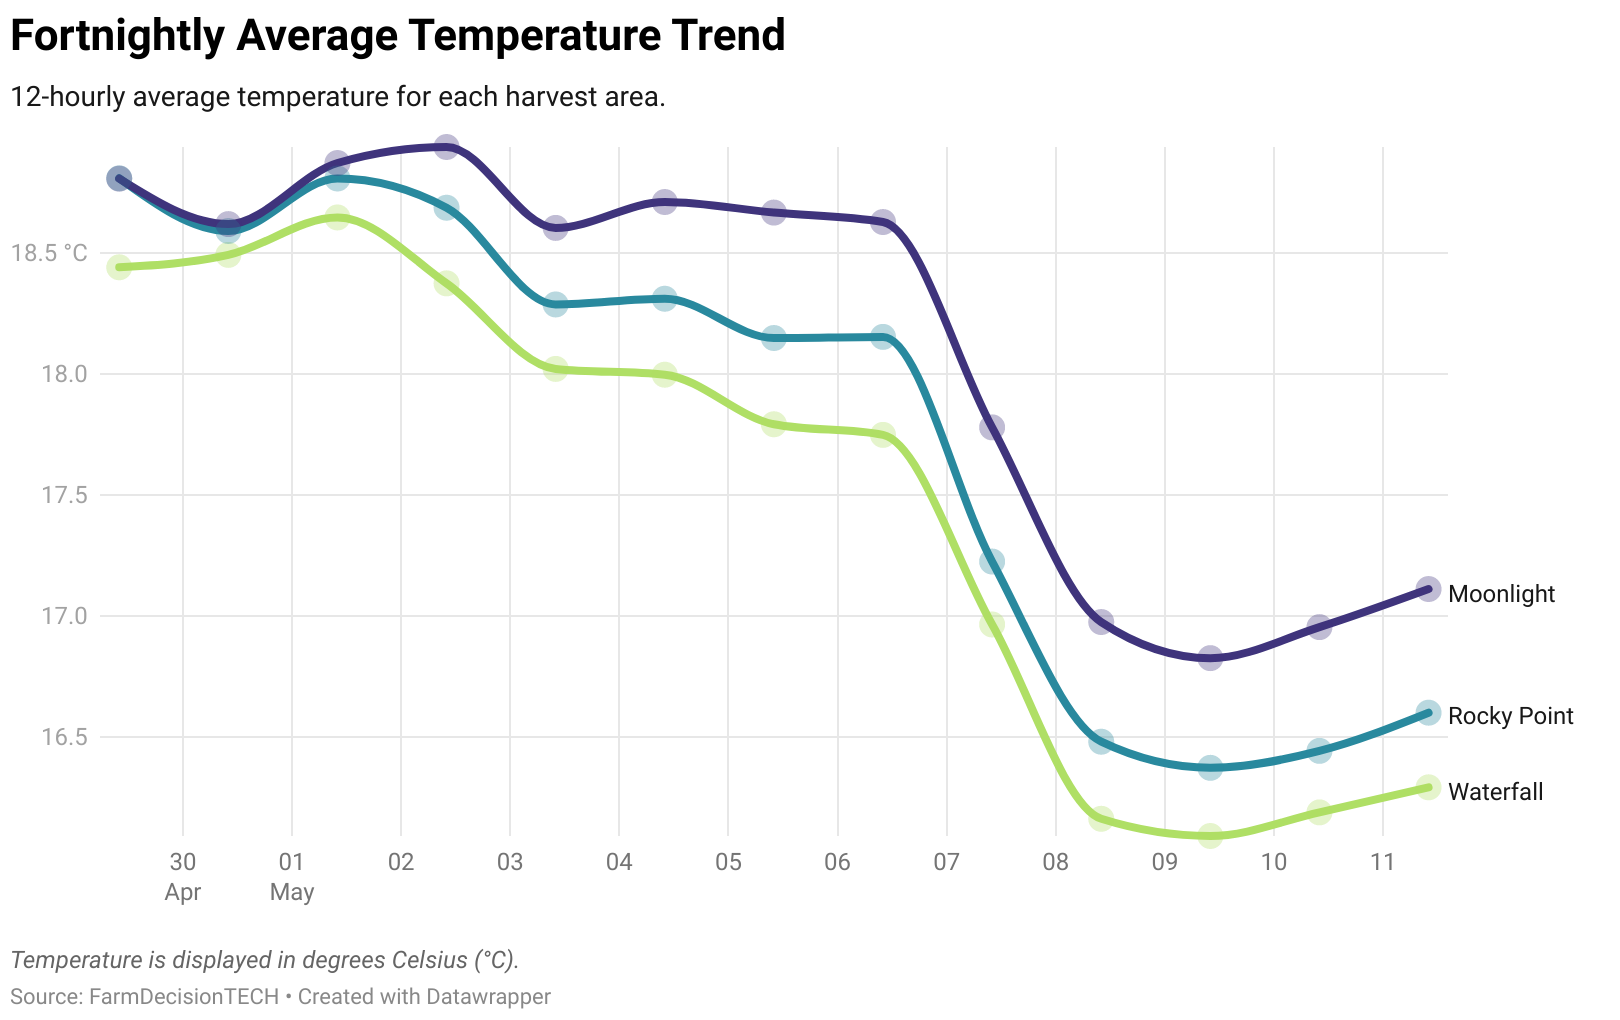 Fortnightly Average Temperature Trend
12-hourly average temperature for each harvest area.
18.5 °C
18.0
17.5
17.0
16.5
Moonlight
Rocky Point
Waterfall
30 01 02 03 04 05 06 07 08 09 10 11
Apr May
Temperature is displayed in degrees Celsius (°C).
Source: FarmDecisionTECH • Created with Datawrapper